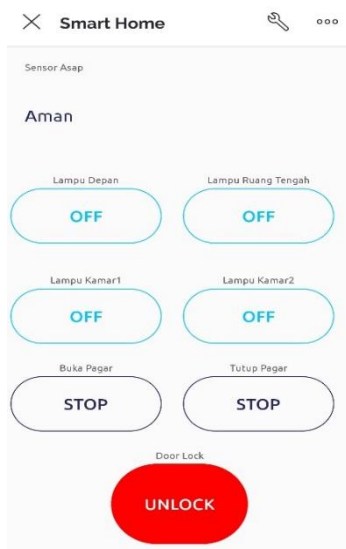 Smart Home
Sensor Asap
Aman
Lampu Depan
Lampu Ruang Tengah
OFF
OFF
Lampu Kamar1
Lampu Kamar2
OFF
OFF
Buka Pagar
Tutup Pagar
STOP
STOP
Door Lock
UNLOCK